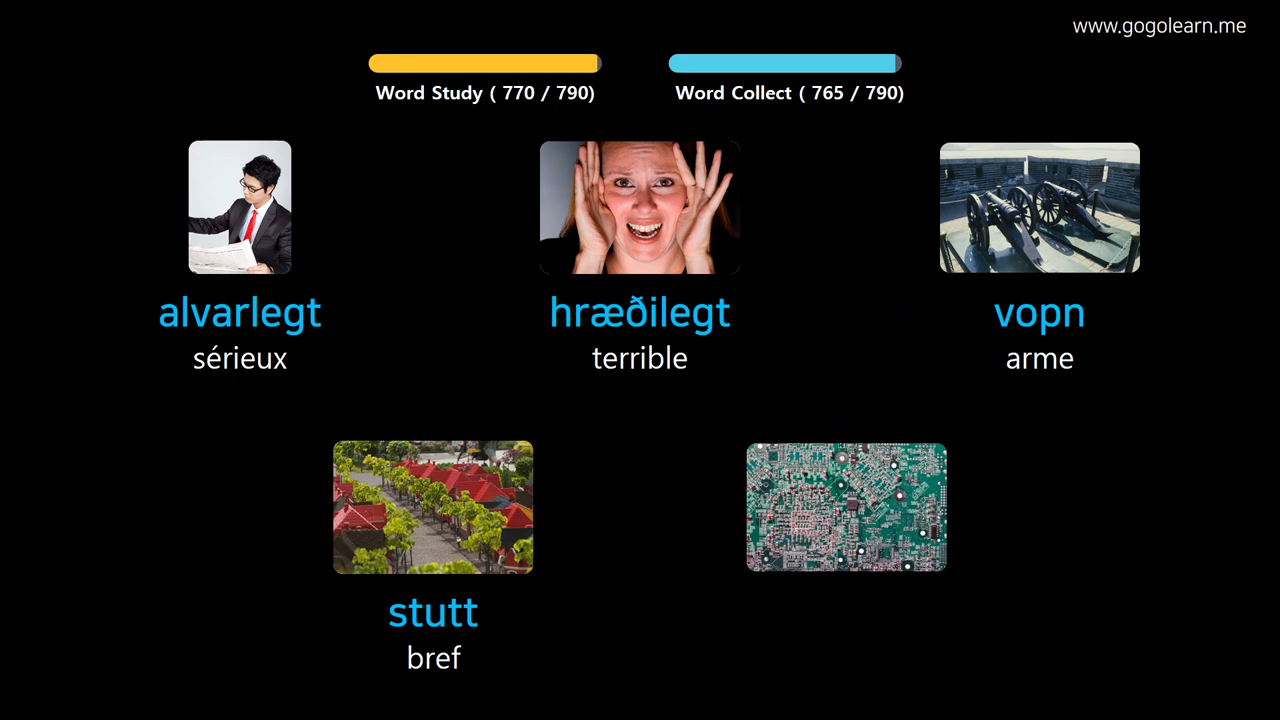 www.gogolearn.me
Word Study ( 770 / 790)
Word Collect ( 765 / 790)
alvarlegt
sérieux
hræðilegt
terrible
vopn
arme
stutt
bref